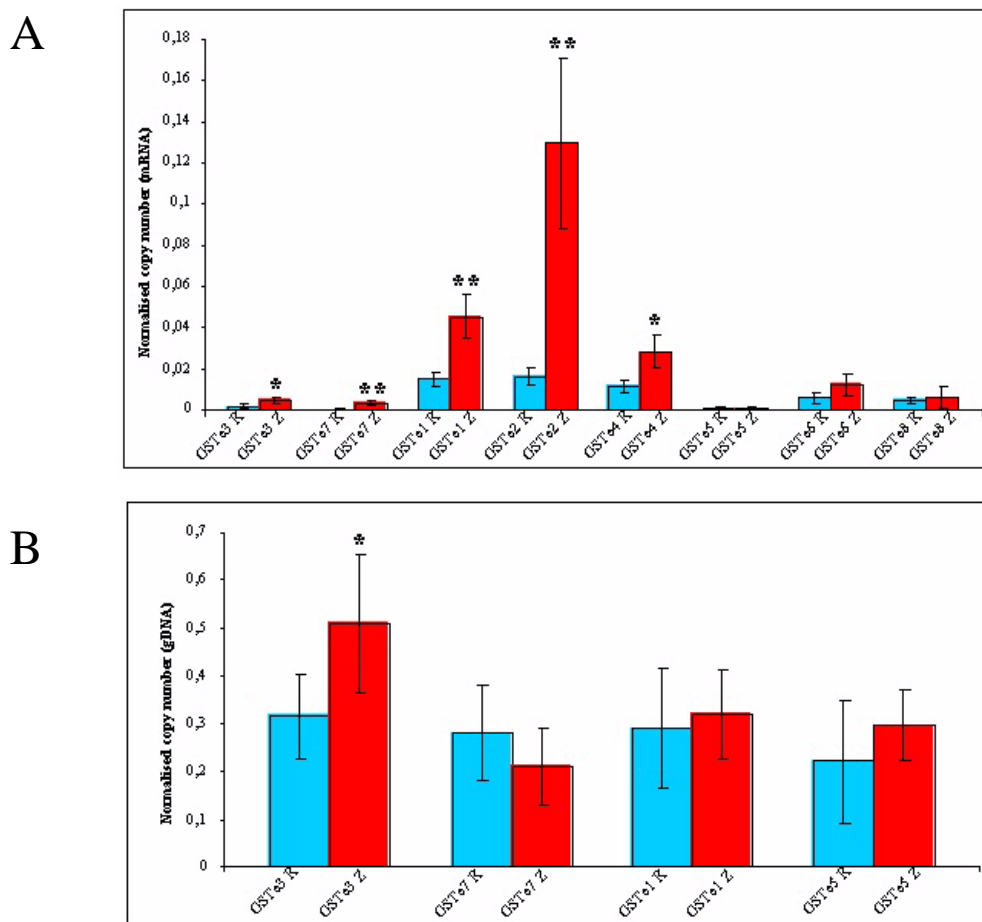 A
0,18
**
0,16
0,14
0,12
0,1
0,08
**
0,06
*
0,04
*
**
0,02
0
Normalised copy number (mRNA)
GSTe3 R
GSTe3 Z
GSTe7 R
GSTe7 Z
GSTe1 R
GSTe1 Z
GSTe2 R
GSTe2 Z
GSTe4 R
GSTe4 Z
GSTe5 R
GSTe5 Z
GSTe6 R
GSTe6 Z
GSTe8 R
GSTe8 Z
B
0,7
*
0,6
0,5
0,4
0,3
0,2
0,1
0
Normalised copy number (gDNA)
GSTe3 R
GSTe3 Z
GSTe7 R
GSTe7 Z
GSTe1 R
GSTe1 Z
GSTe5 R
GSTe5 Z